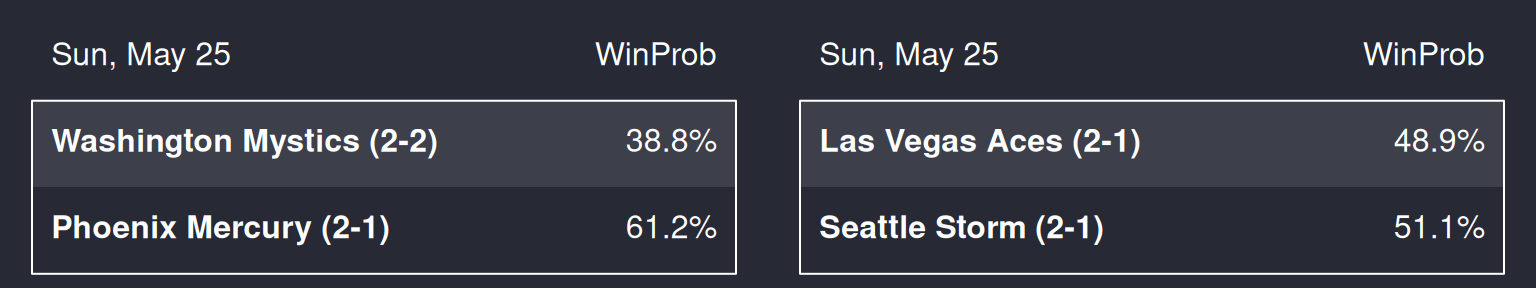 Sun, May 25 WinProb
Washington Mystics (2-2) 38.8%
Phoenix Mercury (2-1) 61.2%
Sun, May 25 WinProb
Las Vegas Aces (2-1) 48.9%
Seattle Storm (2-1) 51.1%